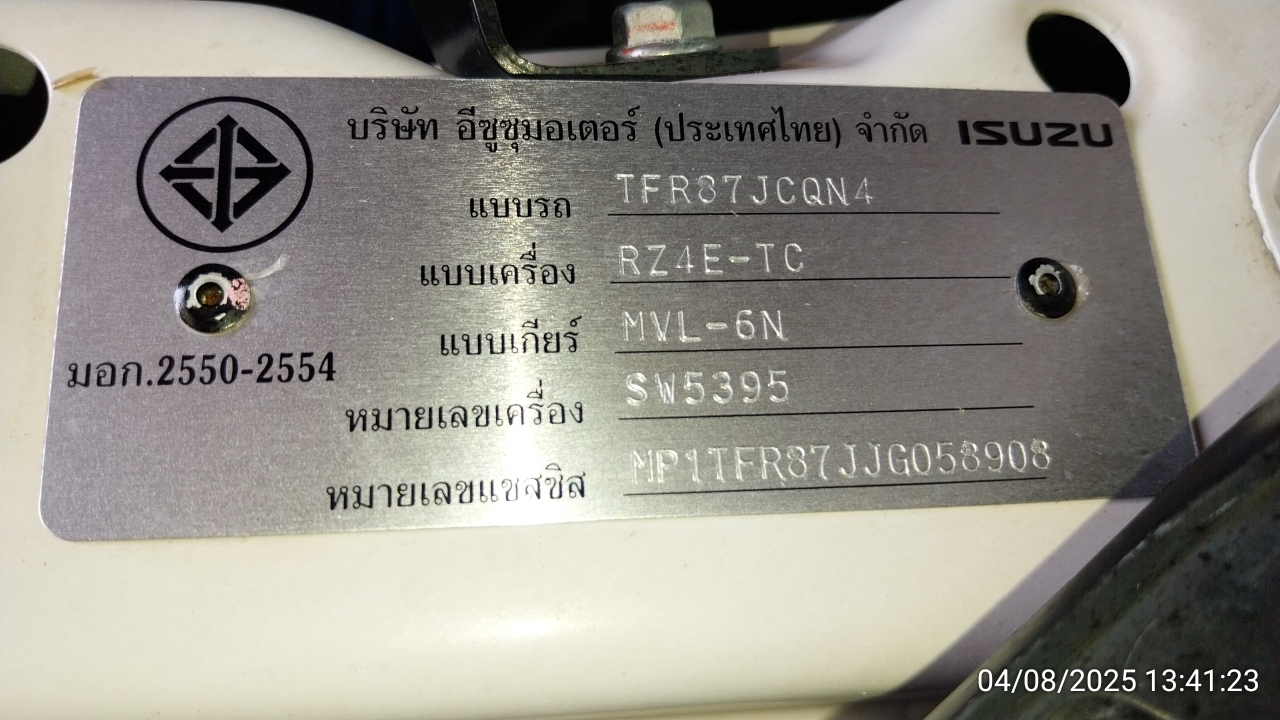 บริษัท อีซูซุมอเตอร์ (ประเทศไทย) จำกัด ISUZU
แบบรถ TFR87JCQN4
แบบเครื่อง RZ4E-TC
แบบเกียร์ MVL-6N
มอก.2550-2554
หมายเลขเครื่อง SW5395
หมายเลขแชสซิส MP1TFR87JJG058908
04/08/2025 13:41:23